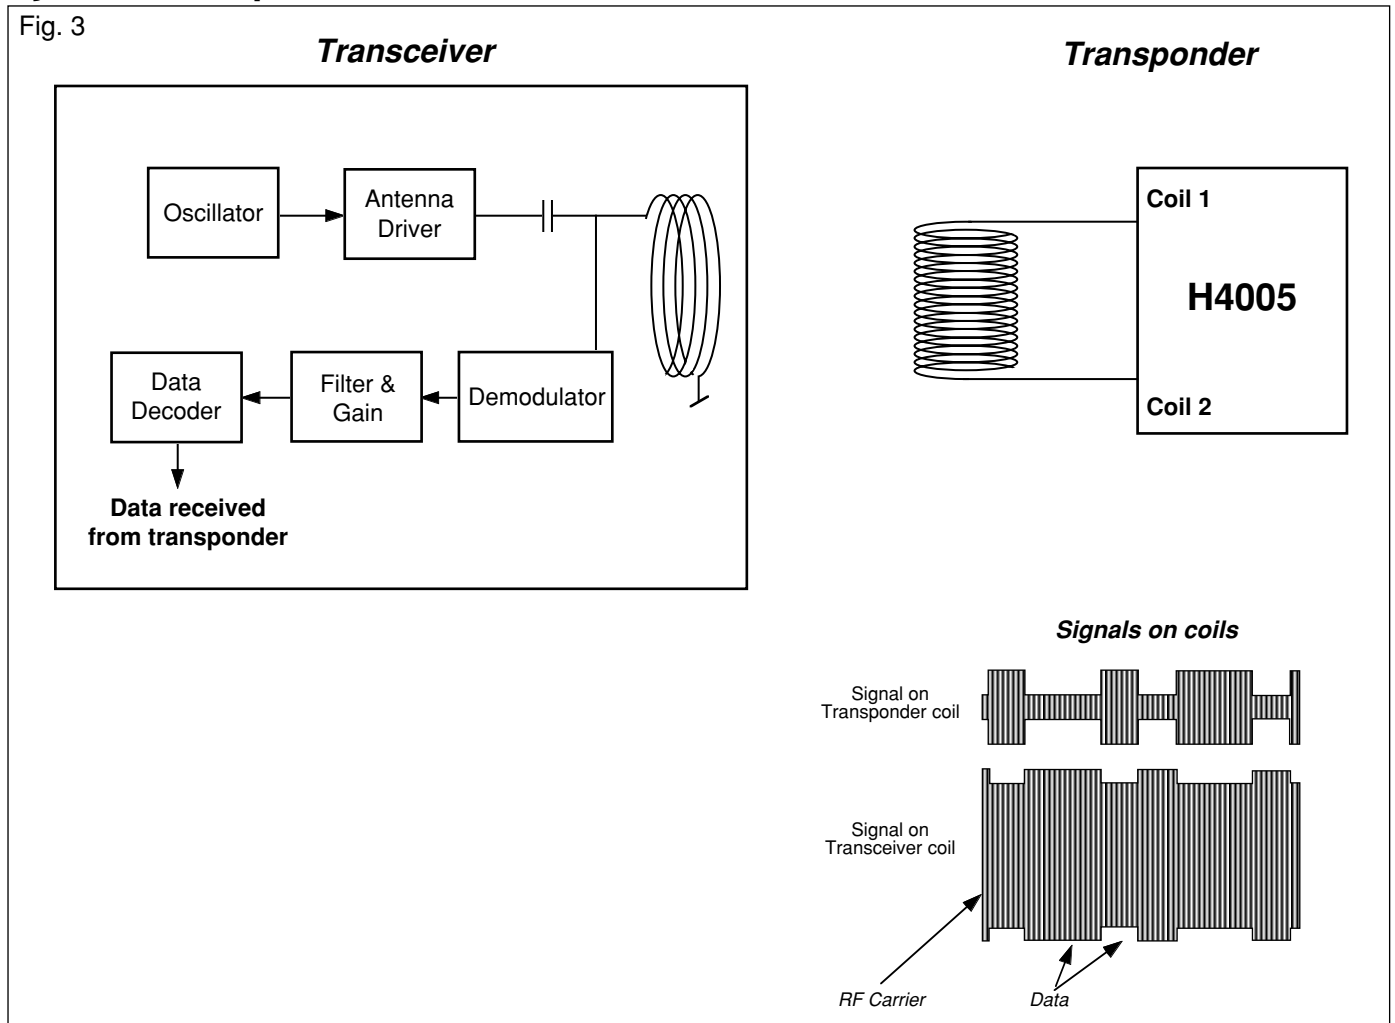 Fig. 3
Transceiver
Transponder
Oscillator
Antenna
Driver
Data
Decoder
Filter &
Gain
Demodulator
Data received
from transponder
Coil 1
H4005
Coil 2
Signals on coils
Signal on
Transponder coil
Signal on
Transceiver coil
RF Carrier
Data